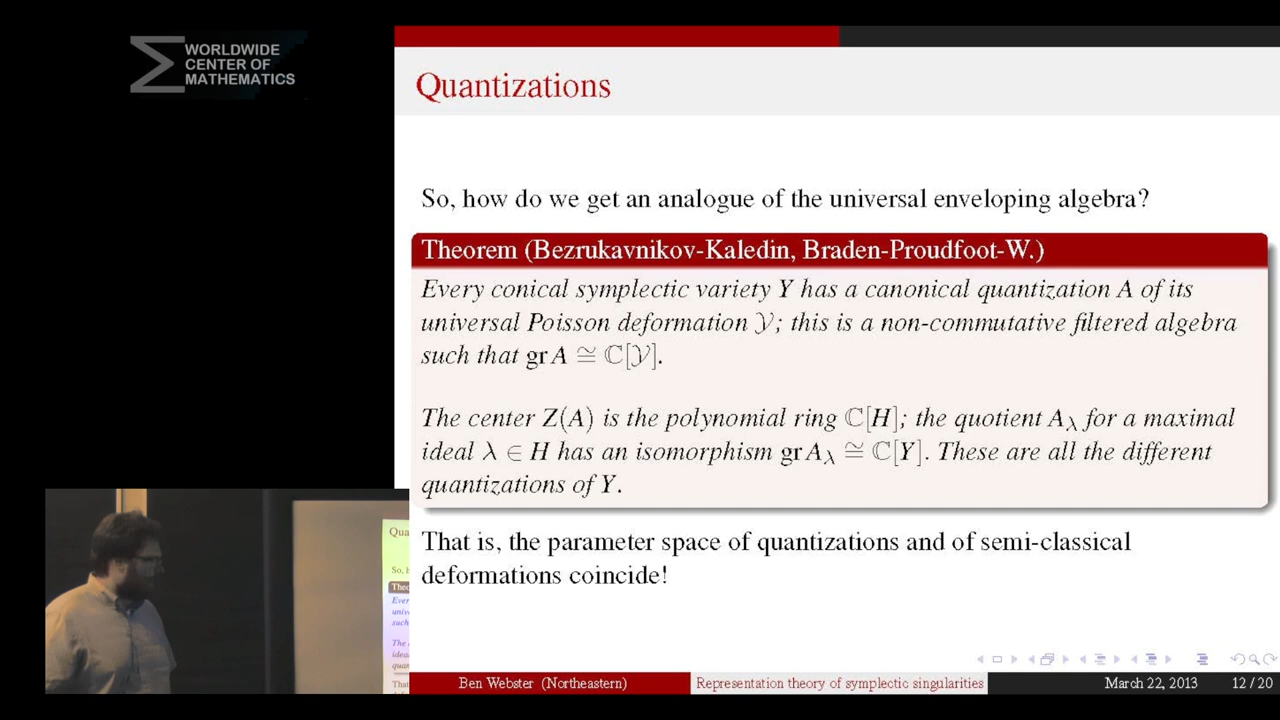 WORLDWIDE
CENTER OF
MATHEMATICS
Quantizations
So, how do we get an analogue of the universal enveloping algebra?
Theorem (Bezrukavnikov-Kaledin, Braden-Proudfoot-W.)
Every conical symplectic variety Y has a canonical quantization A of its
universal Poisson deformation 𝒴; this is a non-commutative filtered algebra
such that gr A ≅ ℂ[𝒴].
The center Z(A) is the polynomial ring ℂ[H]; the quotient A_λ for a maximal
ideal λ ∈ H has an isomorphism gr A_λ ≅ ℂ[Y]. These are all the different
quantizations of Y.
That is, the parameter space of quantizations and of semi-classical
deformations coincide!
Ben Webster (Northeastern) Representation theory of symplectic singularities March 22, 2013 12 / 20